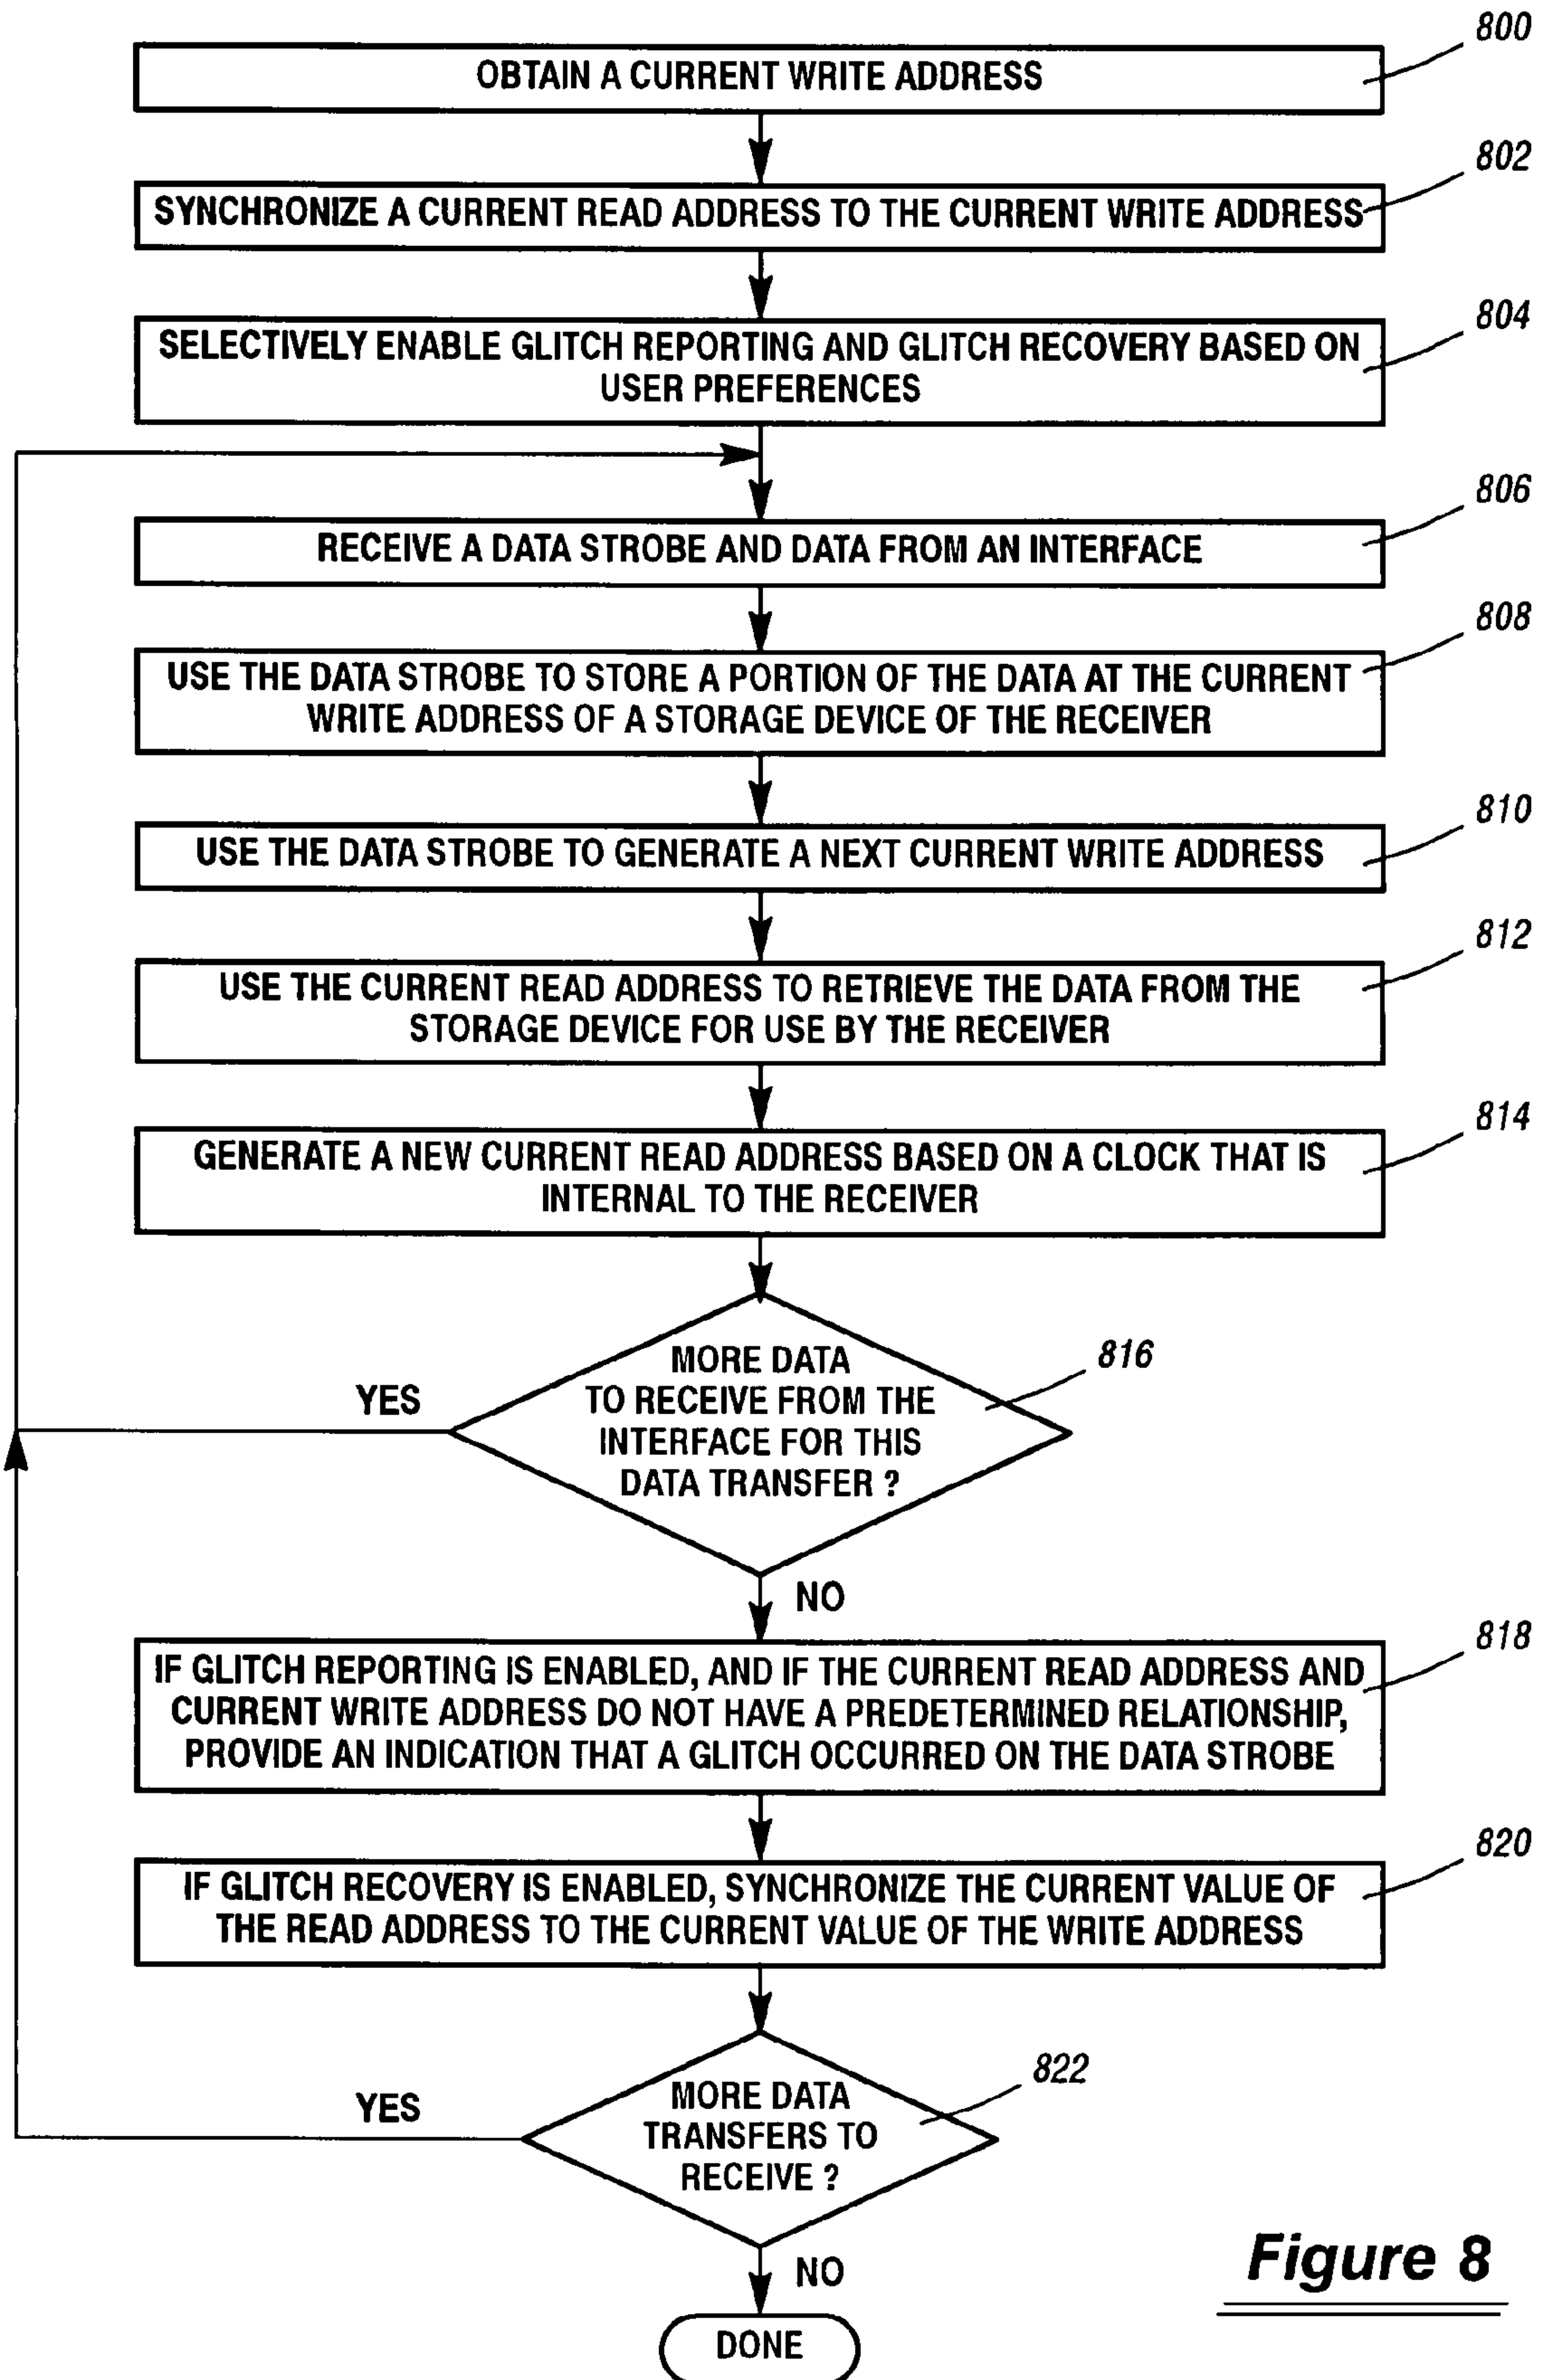 800
OBTAIN A CURRENT WRITE ADDRESS
802
SYNCHRONIZE A CURRENT READ ADDRESS TO THE CURRENT WRITE ADDRESS
804
SELECTIVELY ENABLE GLITCH REPORTING AND GLITCH RECOVERY BASED ON
USER PREFERENCES
806
RECEIVE A DATA STROBE AND DATA FROM AN INTERFACE
808
USE THE DATA STROBE TO STORE A PORTION OF THE DATA AT THE CURRENT
WRITE ADDRESS OF A STORAGE DEVICE OF THE RECEIVER
810
USE THE DATA STROBE TO GENERATE A NEXT CURRENT WRITE ADDRESS
812
USE THE CURRENT READ ADDRESS TO RETRIEVE THE DATA FROM THE
STORAGE DEVICE FOR USE BY THE RECEIVER
814
GENERATE A NEW CURRENT READ ADDRESS BASED ON A CLOCK THAT IS
INTERNAL TO THE RECEIVER
816
MORE DATA
TO RECEIVE FROM THE
INTERFACE FOR THIS
DATA TRANSFER ?
YES
NO
818
IF GLITCH REPORTING IS ENABLED, AND IF THE CURRENT READ ADDRESS AND
CURRENT WRITE ADDRESS DO NOT HAVE A PREDETERMINED RELATIONSHIP,
PROVIDE AN INDICATION THAT A GLITCH OCCURRED ON THE DATA STROBE
820
IF GLITCH RECOVERY IS ENABLED, SYNCHRONIZE THE CURRENT VALUE OF
THE READ ADDRESS TO THE CURRENT VALUE OF THE WRITE ADDRESS
822
MORE DATA
TRANSFERS TO
RECEIVE ?
YES
NO
DONE
Figure 8